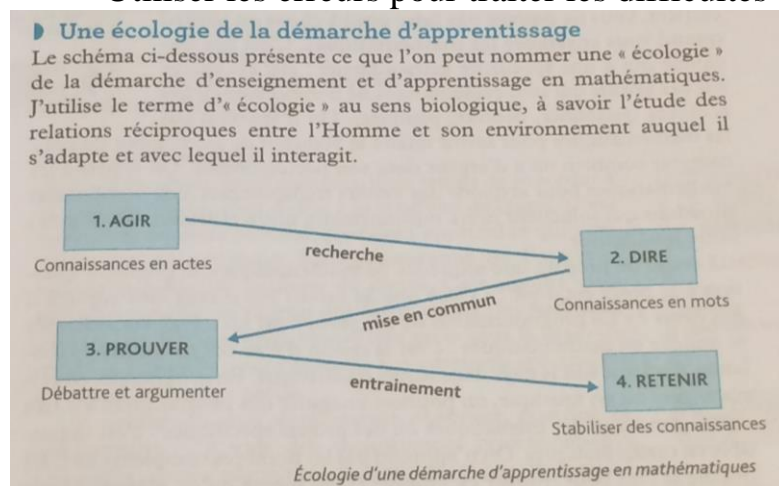 Utiliser les erreurs pour traiter les difficultés
Une écologie de la démarche d'apprentissage
Le schéma ci-dessous présente ce que l'on peut nommer une « écologie »
de la démarche d'enseignement et d'apprentissage en mathématiques.
J'utilise le terme d'« écologie » au sens biologique, à savoir l'étude des
relations réciproques entre l'Homme et son environnement auquel il
s'adapte et avec lequel il interagit.
1. AGIR
Connaissances en actes
recherche
2. DIRE
Connaissances en mots
mise en commun
3. PROUVER
Débattre et argumenter
entrainement
4. RETENIR
Stabiliser des connaissances
Écologie d'une démarche d'apprentissage en mathématiques